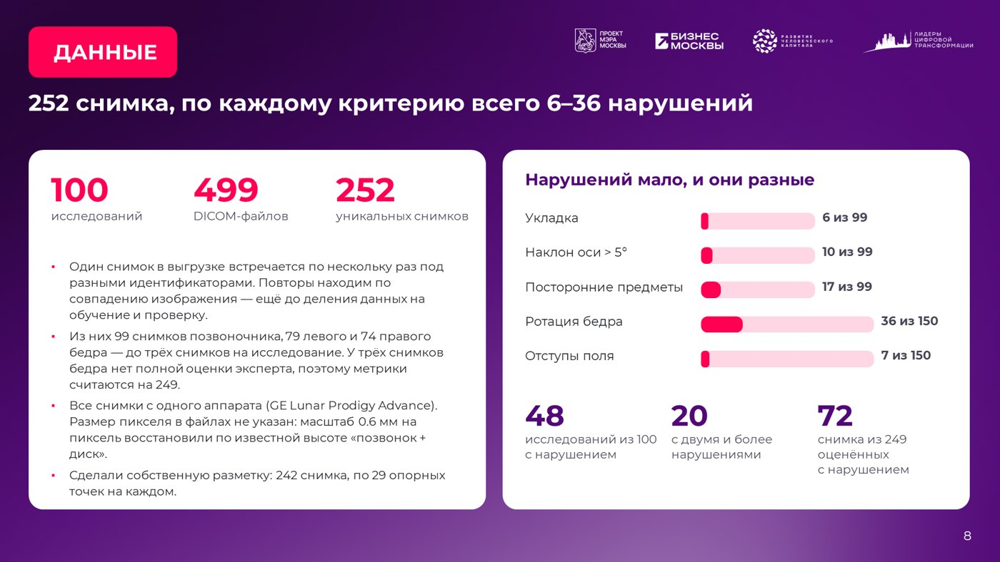 ДАННЫЕ
ПРОЕКТ
МЭРА
МОСКВЫ
БИЗНЕС
МОСКВЫ
РАЗВИТИЕ
ЧЕЛОВЕЧЕСКОГО
КАПИТАЛА
ЛИДЕРЫ
ЦИФРОВОЙ
ТРАНСФОРМАЦИИ
252 снимка, по каждому критерию всего 6–36 нарушений
100
исследований
499
DICOM-файлов
252
уникальных снимков
▪ Один снимок в выгрузке встречается по нескольку раз под
разными идентификаторами. Повторы находим по
совпадению изображения — ещё до деления данных на
обучение и проверку.
▪ Из них 99 снимков позвоночника, 79 левого и 74 правого
бедра — до трёх снимков на исследование. У трёх снимков
бедра нет полной оценки эксперта, поэтому метрики
считаются на 249.
▪ Все снимки с одного аппарата (GE Lunar Prodigy Advance).
Размер пикселя в файлах не указан: масштаб 0.6 мм на
пиксель восстановили по известной высоте «позвонок +
диск».
▪ Сделали собственную разметку: 242 снимка, по 29 опорных
точек на каждом.
Нарушений мало, и они разные
Укладка 6 из 99
Наклон оси > 5° 10 из 99
Посторонние предметы 17 из 99
Ротация бедра 36 из 150
Отступы поля 7 из 150
48
исследований из 100
с нарушением
20
с двумя и более
нарушениями
72
снимка из 249
оценённых
с нарушением
8